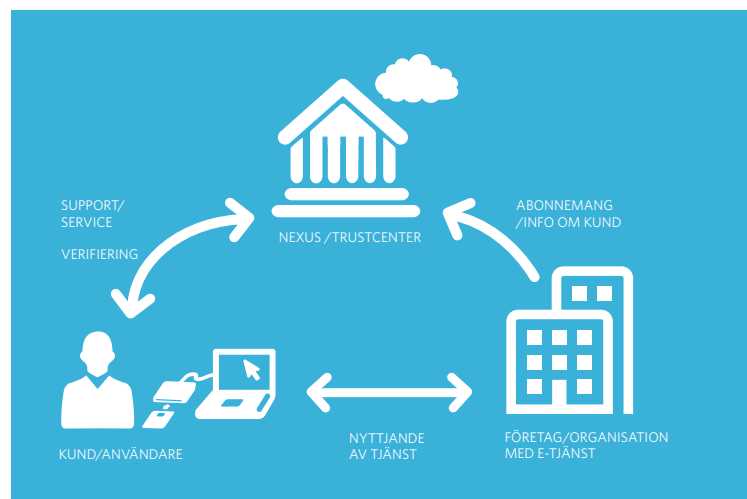 SUPPORT/
SERVICE
VERIFIERING
NEXUS /TRUSTCENTER
ABONNEMANG
/INFO OM KUND
KUND/ANVÄNDARE
NYTTJANDE
AV TJÄNST
FÖRETAG/ORGANISATION
MED E-TJÄNST